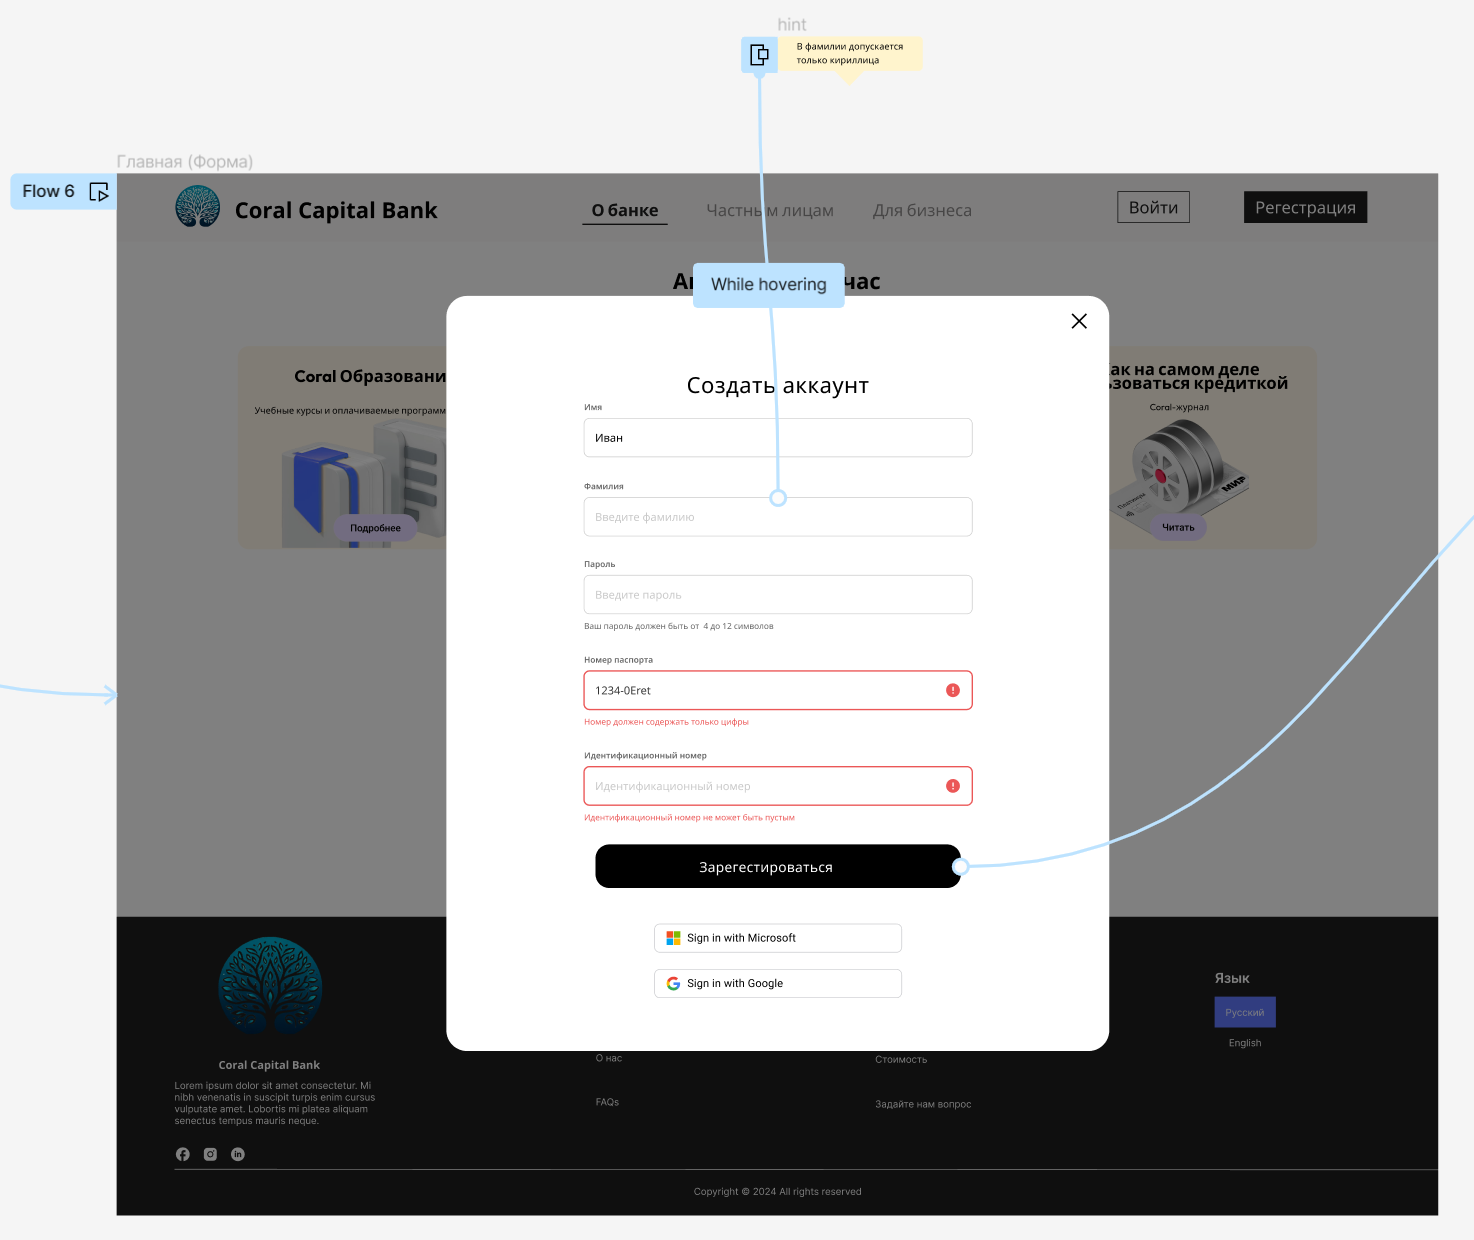 hint
В фамилии допускается
только кириллица
Главная (Форма)
Flow 6
Coral Capital Bank
О банке
Частным лицам
Для бизнеса
Войти
Регестрация
час
While hovering
Coral Образовани
Учебные курсы и оплачиваемые програм
Подробнее
ак на самом деле
зоваться кредиткой
Coral-журнал
Платинум
МИР
Читать
Создать аккаунт
Имя
Иван
Фамилия
Введите фамилию
Пароль
Введите пароль
Ваш пароль должен быть от 4 до 12 символов
Номер паспорта
1234-0Eret
Номер должен содержать только цифры
Идентификационный номер
Идентификационный номер
Идентификационный номер не может быть пустым
Зарегестироваться
Sign in with Microsoft
Sign in with Google
Coral Capital Bank
Lorem ipsum dolor sit amet consectetur. Mi
nibh venenatis in suscipit turpis enim cursus
vulputate amet. Lobortis mi platea aliquam
senectus tempus mauris neque.
О нас
FAQs
Стоимость
Задайте нам вопрос
Язык
Русский
English
Copyright © 2024 All rights reserved